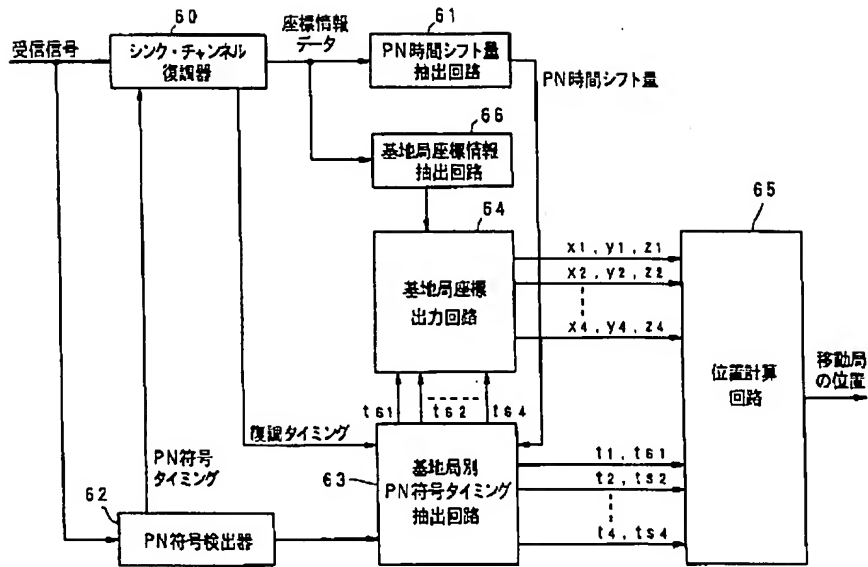 60
61
受信信号
シンク・チャンネル
復調器
座標情報
データ
PN時間シフト量
抽出回路
PN時間シフト量
66
基地局座標情報
抽出回路
64
65
基地局座標
出力回路
x1, y1, z1
x2, y2, z2
x4, y4, z4
位置計算
回路
移動局
の位置
tG1
tG2
tG4
復調タイミング
PN符号
タイミング
63
基地局別
PN符号タイミング
抽出回路
t1, tG1
t2, tS2
t4, tS4
62
PN符号検出器